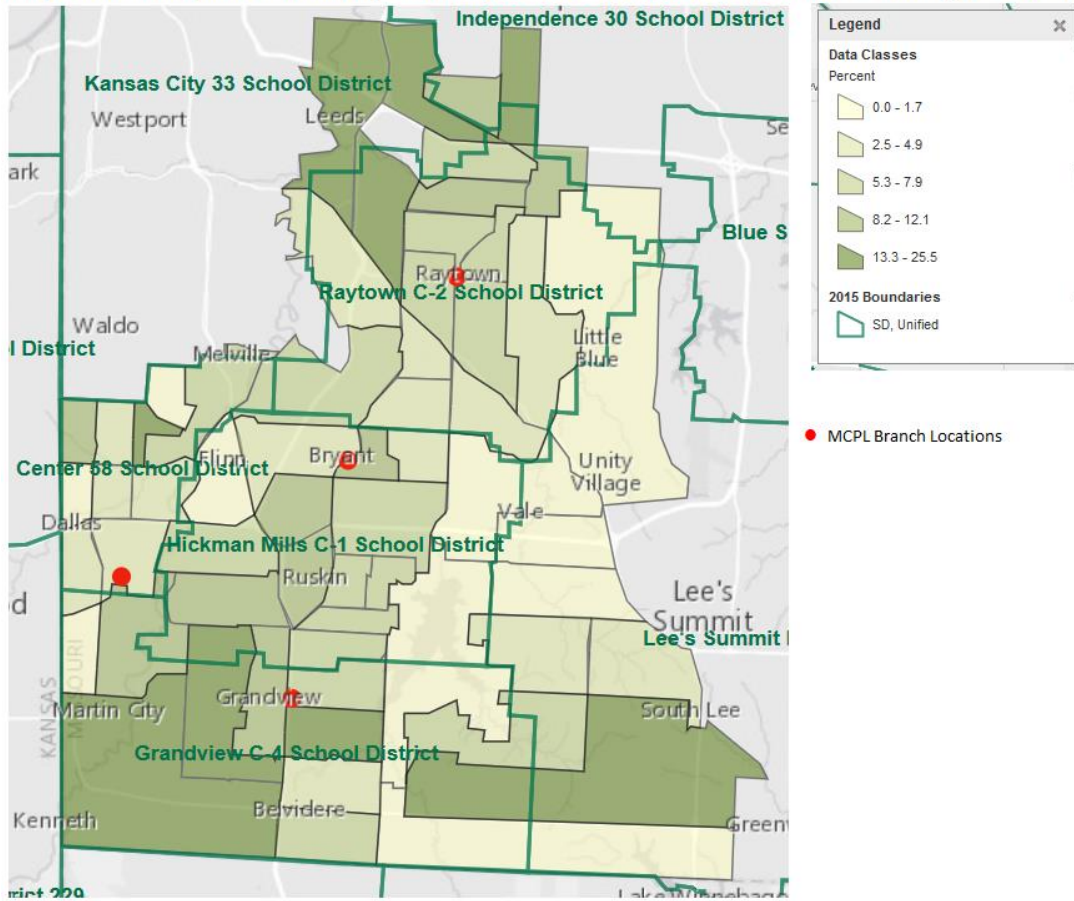 Independence 30 School District
Kansas City 33 School District
Westport
Leeds
Se
ark
Blue S
Raytown
Raytown C-2 School District
Waldo
l District
Melville
Little
Blue
Flinn
Bryant
Center 58 School District
Unity
Village
Dallas
Vale
Hickman Mills C-1 School District
Ruskin
d
Lee's
Summit
Lee's Summit
KANSAS
MISSOURI
Martin City
Grandview
South Lee
Grandview C-4 School District
Kenneth
Belvidere
Greenw
trict 229
Lake Winnebago
Legend
Data Classes
Percent
0.0 - 1.7
2.5 - 4.9
5.3 - 7.9
8.2 - 12.1
13.3 - 25.5
2015 Boundaries
SD, Unified
MCPL Branch Locations